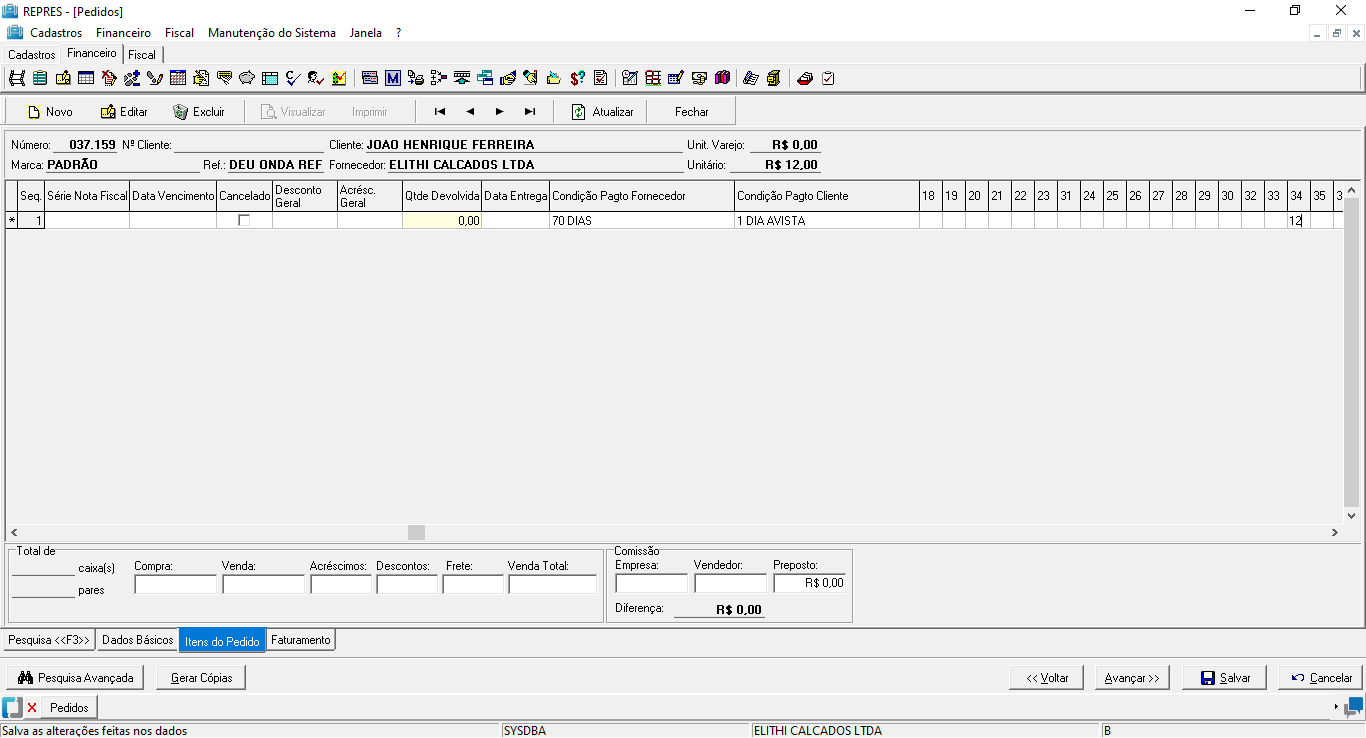 REPRES - [Pedidos]
Cadastros Financeiro Fiscal Manutenção do Sistema Janela ?
Cadastros Financeiro Fiscal
Novo Editar Excluir Visualizar Imprimir Atualizar Fechar
Número: 037.159 Nº Cliente: Cliente: JOAO HENRIQUE FERREIRA Unit. Varejo: R$ 0,00
Marca: PADRÃO Ref.: DEU ONDA REF Fornecedor: ELITHI CALCADOS LTDA Unitário: R$ 12,00
Seq. Série Nota Fiscal Data Vencimento Cancelado Desconto Geral Acrésc. Geral Qtde Devolvida Data Entrega Condição Pagto Fornecedor Condição Pagto Cliente 18 19 20 21 22 23 31 24 25 26 27 28 29 30 32 33 34 35 3
* 1 0,00 70 DIAS 1 DIA AVISTA 12
Total de
caixa(s) Compra: Venda: Acréscimos: Descontos: Frete: Venda Total:
pares
Comissão
Empresa: Vendedor: Preposto:
R$ 0,00
Diferença: R$ 0,00
Pesquisa <<F3>> Dados Básicos Itens do Pedido Faturamento
Pesquisa Avançada Gerar Cópias << Voltar Avançar >> Salvar Cancelar
Pedidos
Salva as alterações feitas nos dados SYSDBA ELITHI CALCADOS LTDA B